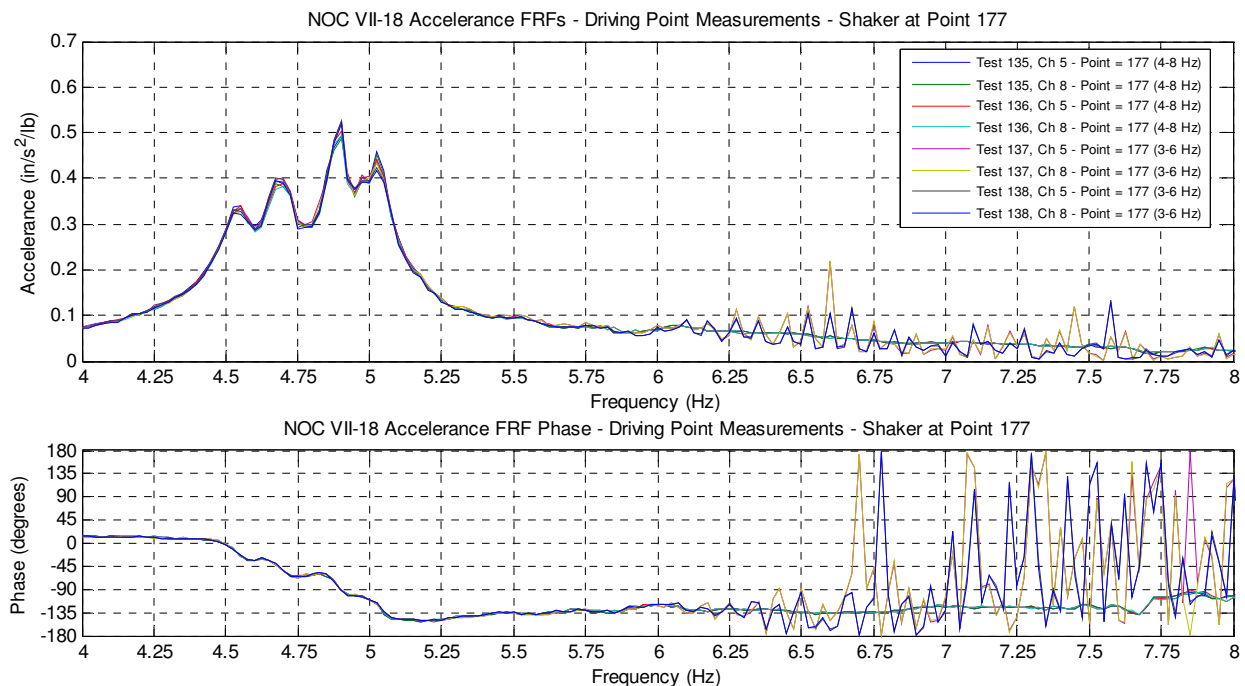 NOC VII-18 Accelerance FRFs - Driving Point Measurements - Shaker at Point 177
0.7
0.6
0.5
0.4
0.3
0.2
0.1
0
Accelerance (in/s^2/lb)
Test 135, Ch 5 - Point = 177 (4-8 Hz)
Test 135, Ch 8 - Point = 177 (4-8 Hz)
Test 136, Ch 5 - Point = 177 (4-8 Hz)
Test 136, Ch 8 - Point = 177 (4-8 Hz)
Test 137, Ch 5 - Point = 177 (3-6 Hz)
Test 137, Ch 8 - Point = 177 (3-6 Hz)
Test 138, Ch 5 - Point = 177 (3-6 Hz)
Test 138, Ch 8 - Point = 177 (3-6 Hz)
4 4.25 4.5 4.75 5 5.25 5.5 5.75 6 6.25 6.5 6.75 7 7.25 7.5 7.75 8
Frequency (Hz)
NOC VII-18 Accelerance FRF Phase - Driving Point Measurements - Shaker at Point 177
180
135
90
45
0
-45
-90
-135
-180
Phase (degrees)
4 4.25 4.5 4.75 5 5.25 5.5 5.75 6 6.25 6.5 6.75 7 7.25 7.5 7.75 8
Frequency (Hz)